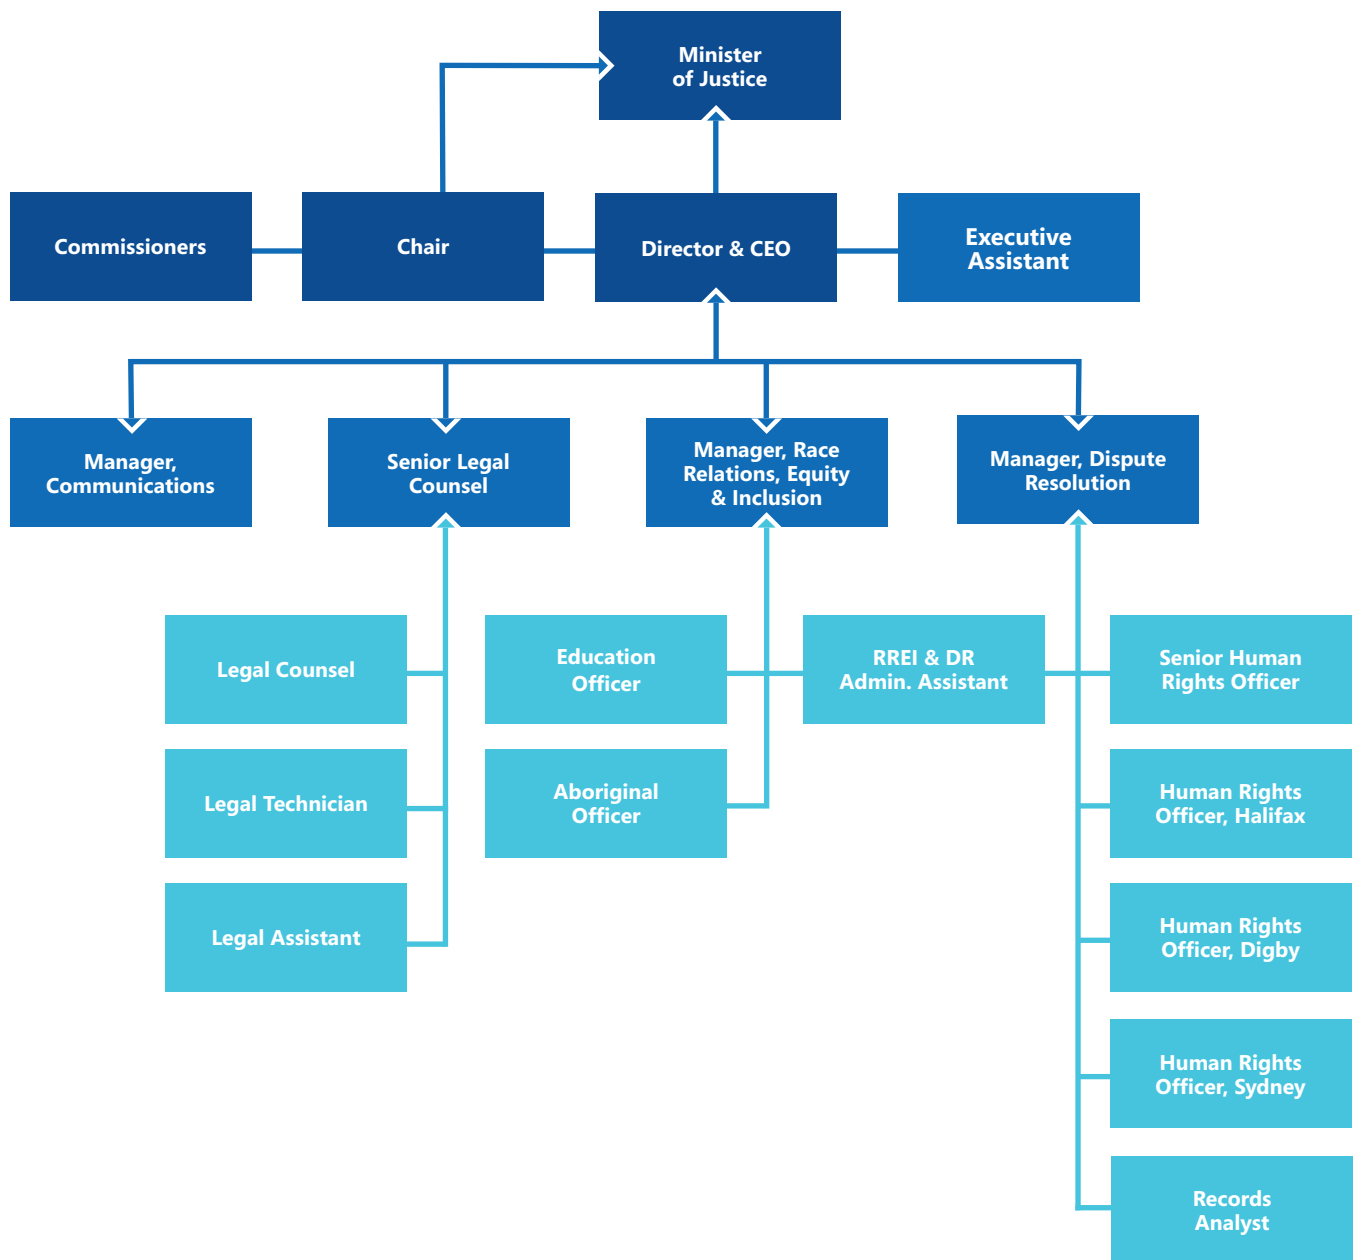 Minister
of Justice
Commissioners
Chair
Director & CEO
Executive
Assistant
Manager,
Communications
Senior Legal
Counsel
Manager, Race
Relations, Equity
& Inclusion
Manager, Dispute
Resolution
Legal Counsel
Education
Officer
RREI & DR
Admin. Assistant
Senior Human
Rights Officer
Legal Technician
Aboriginal
Officer
Human Rights
Officer, Halifax
Legal Assistant
Human Rights
Officer, Digby
Human Rights
Officer, Sydney
Records
Analyst